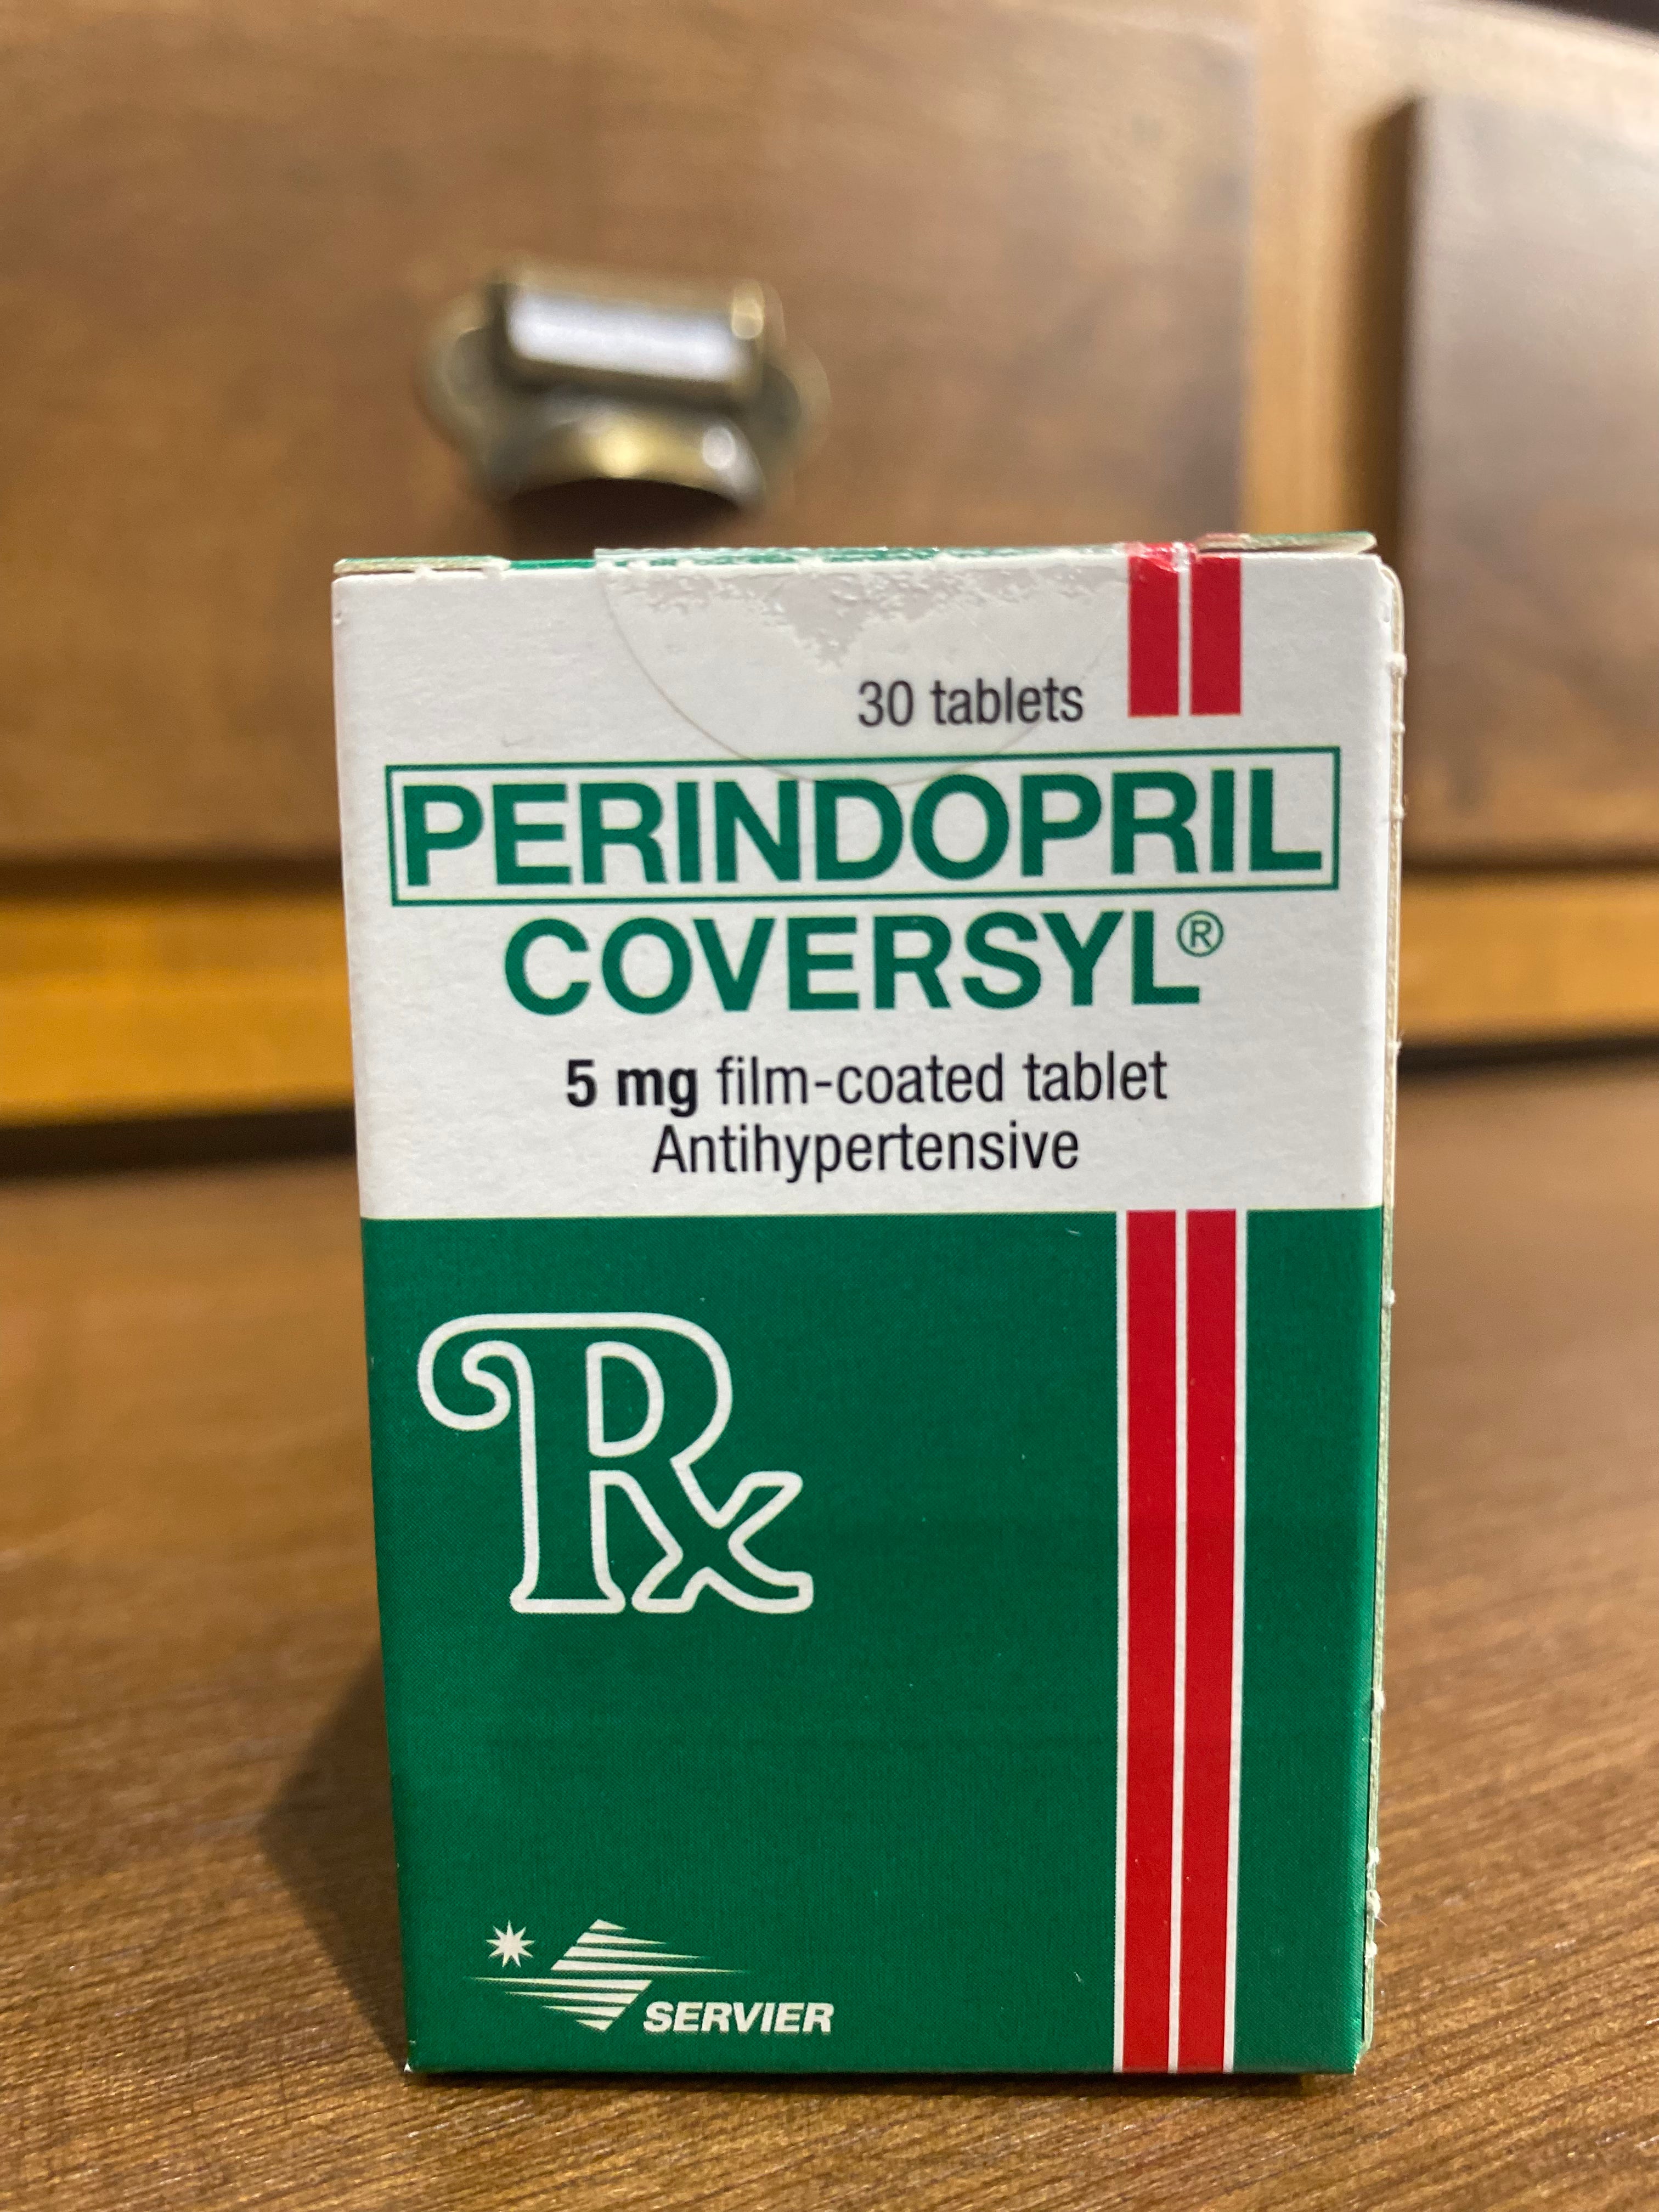 30 tablets
PERINDOPRIL
COVERSYL®
5 mg film-coated tablet
Antihypertensive
Rx
SERVIER